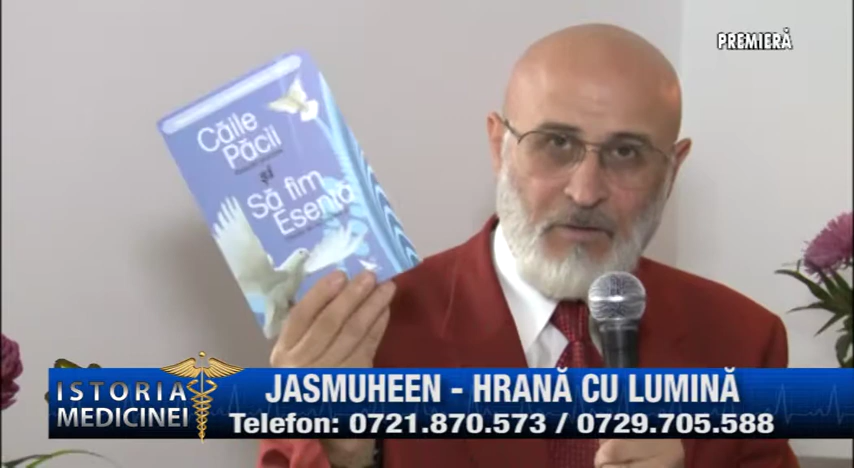 PREMIERĂ
Căile
Păcii
și
Să fim
Esență
ISTORIA
MEDICINEI
JASMUHEEN - HRANĂ CU LUMINĂ
Telefon: 0721.870.573 / 0729.705.588